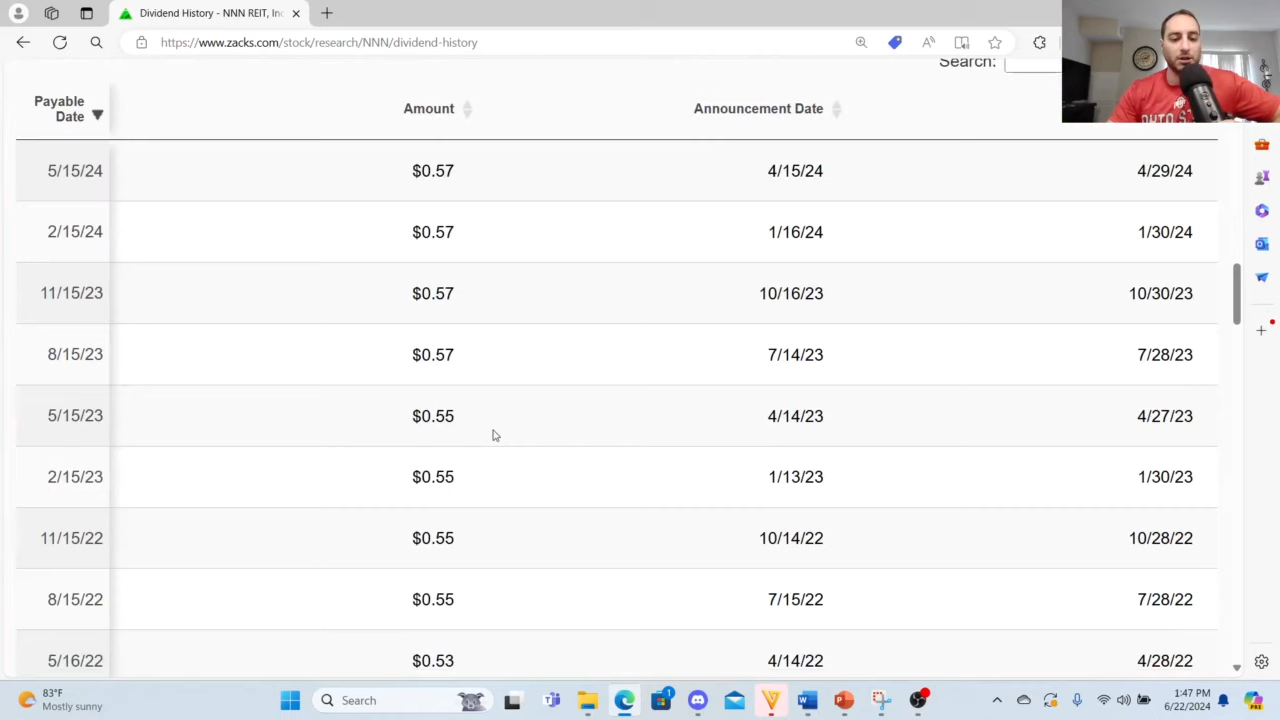 Dividend History - NNN REIT, Inc
https://www.zacks.com/stock/research/NNN/dividend-history
Search:
Payable Date Amount Announcement Date
5/15/24 $0.57 4/15/24 4/29/24
2/15/24 $0.57 1/16/24 1/30/24
11/15/23 $0.57 10/16/23 10/30/23
8/15/23 $0.57 7/14/23 7/28/23
5/15/23 $0.55 4/14/23 4/27/23
2/15/23 $0.55 1/13/23 1/30/23
11/15/22 $0.55 10/14/22 10/28/22
8/15/22 $0.55 7/15/22 7/28/22
5/16/22 $0.53 4/14/22 4/28/22
83°F
Mostly sunny
Search
1
1:47 PM
6/22/2024
PRE